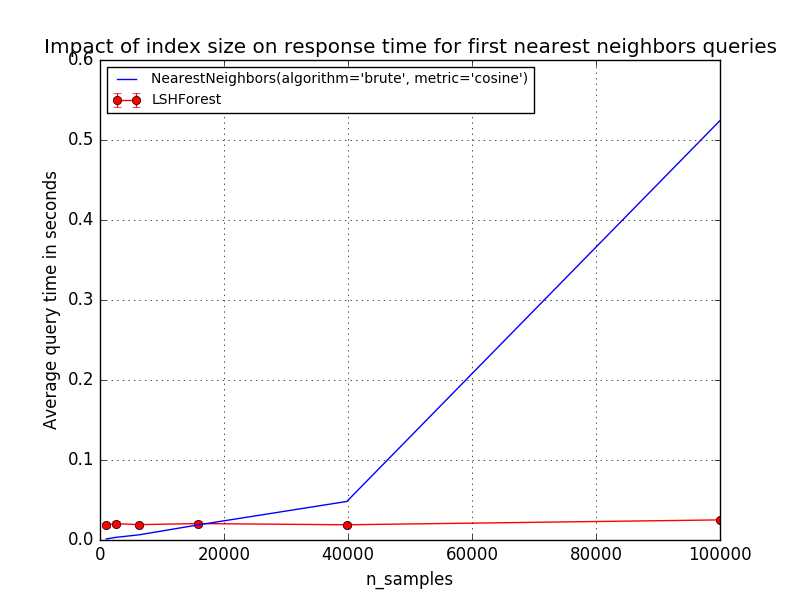 Impact of index size on response time for first nearest neighbors queries
NearestNeighbors(algorithm='brute', metric='cosine')
LSHForest
0.6
0.5
0.4
0.3
0.2
0.1
0.0
Average query time in seconds
0 20000 40000 60000 80000 100000
n_samples